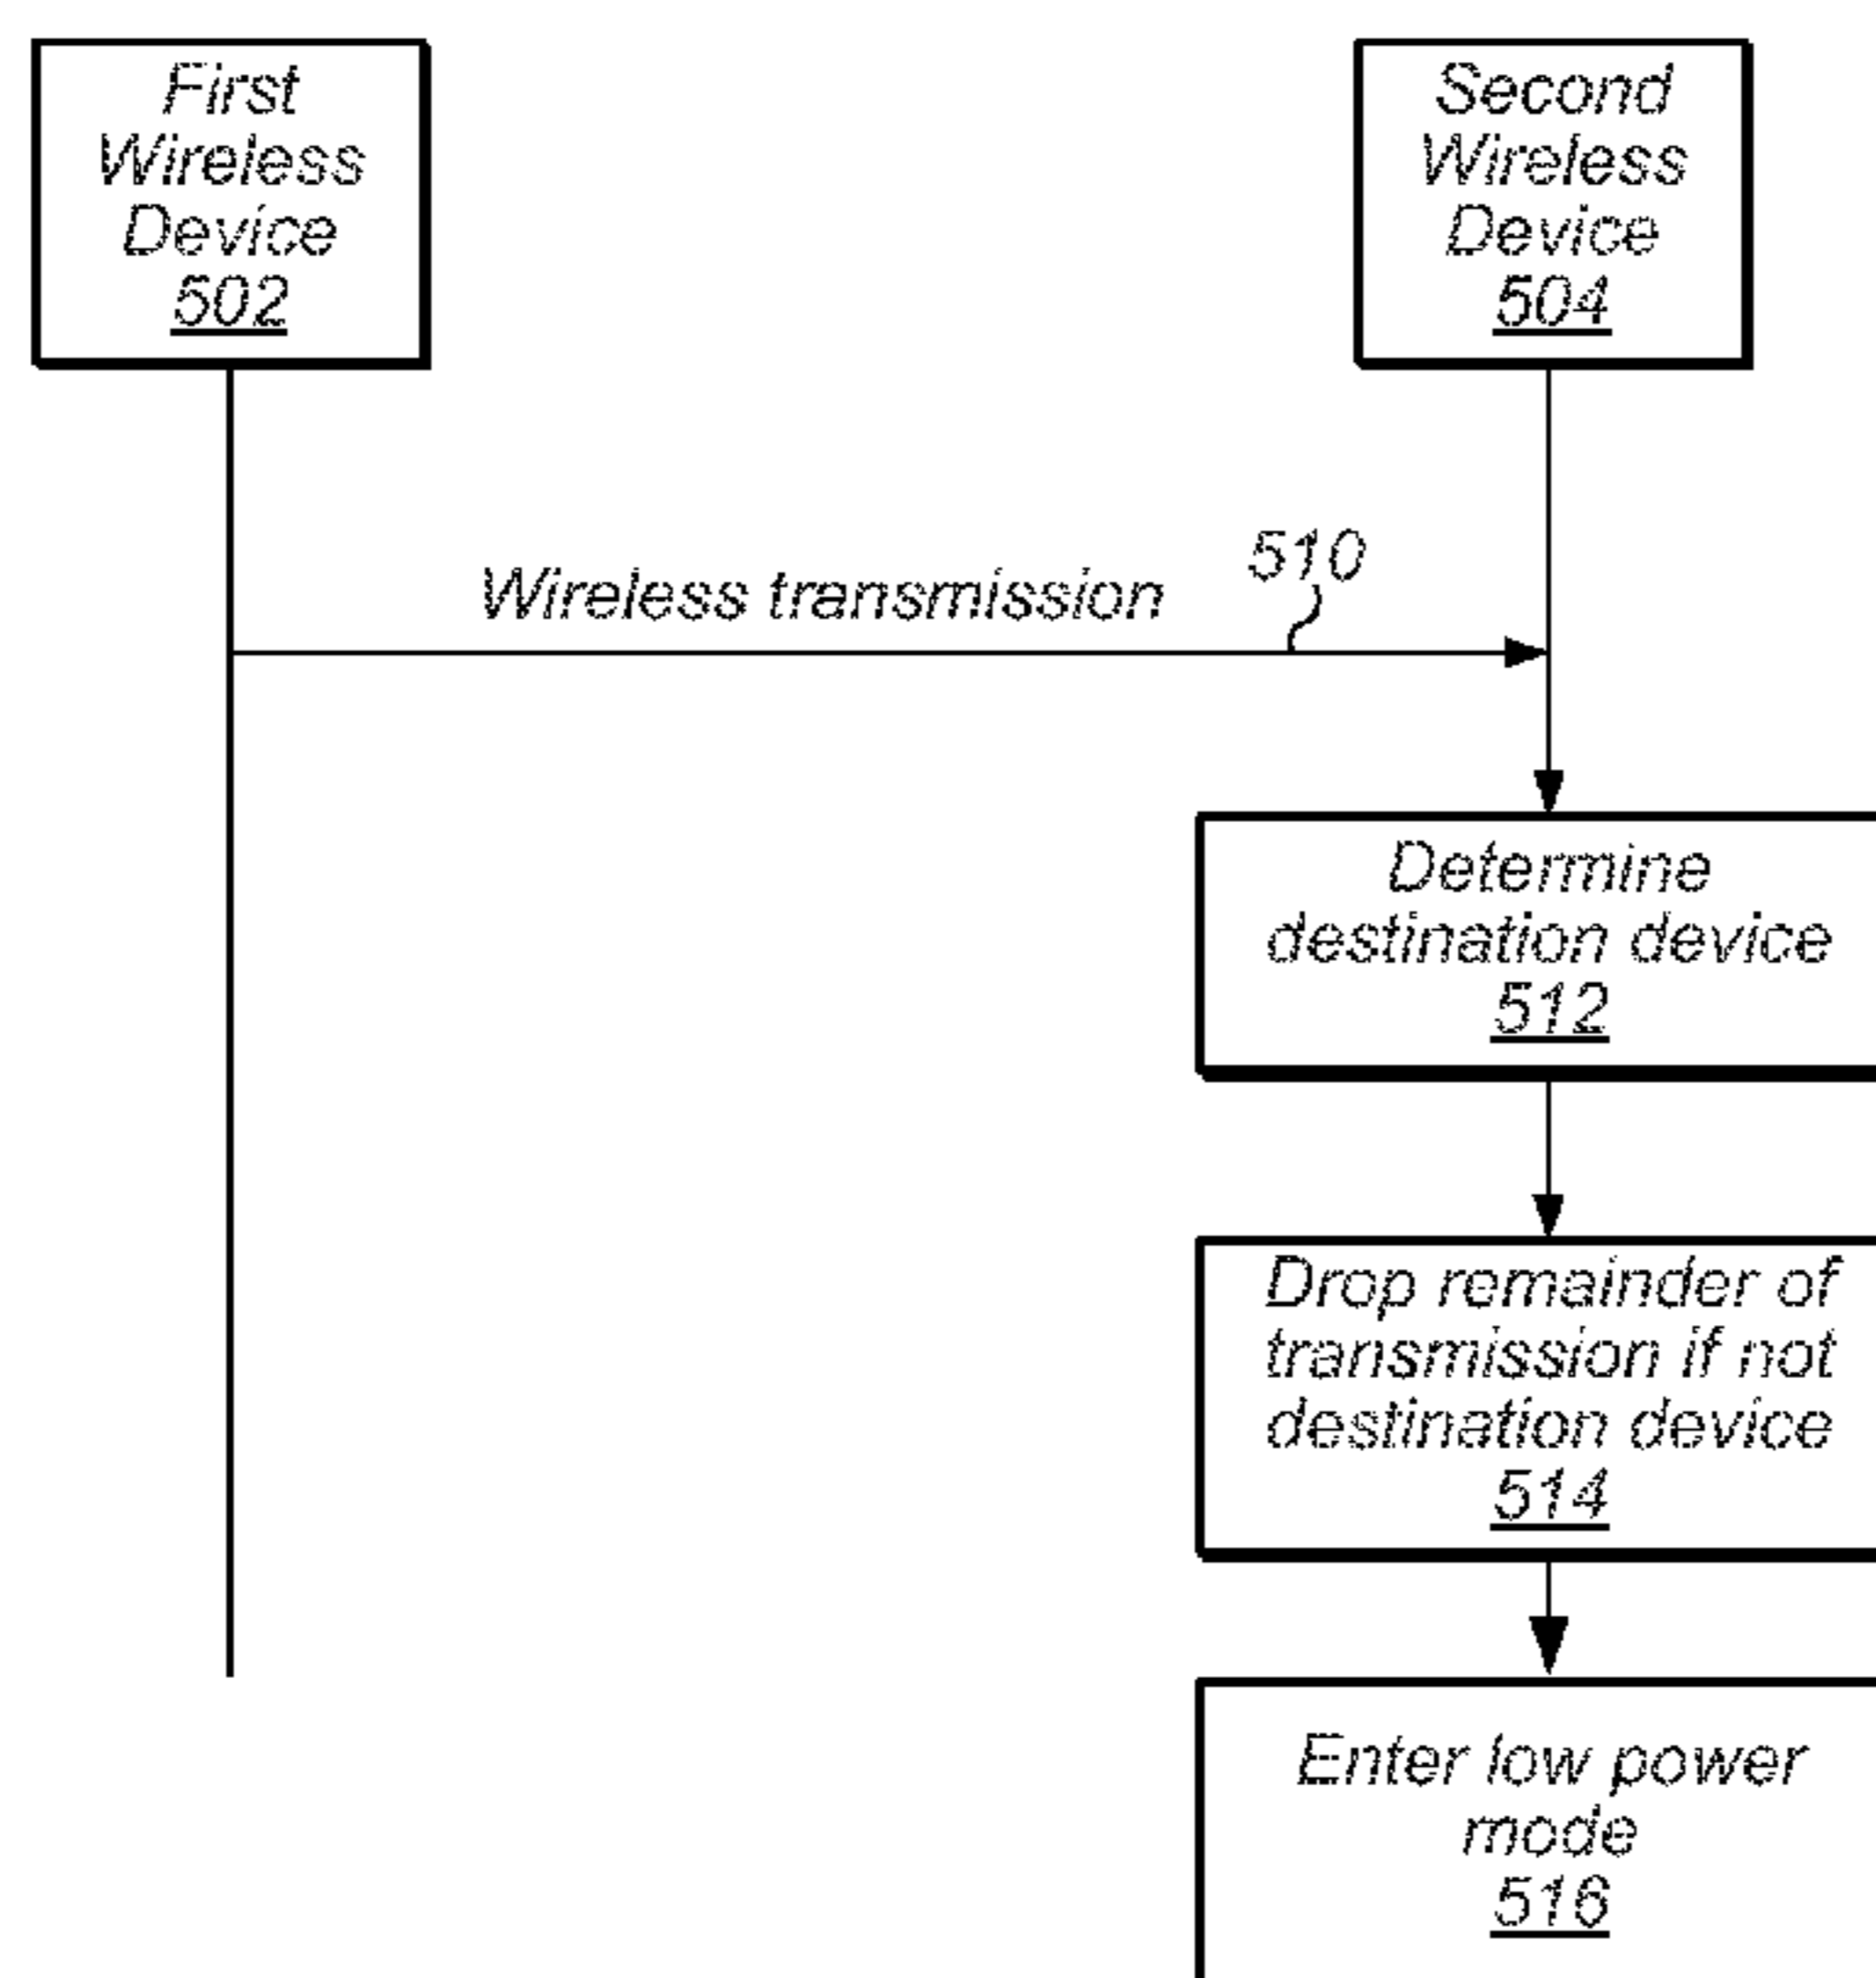 First
Wireless
Device
502
Second
Wireless
Device
504
Wireless transmission
510
Determine
destination device
512
Drop remainder of
transmission if not
destination device
514
Enter low power
mode
516